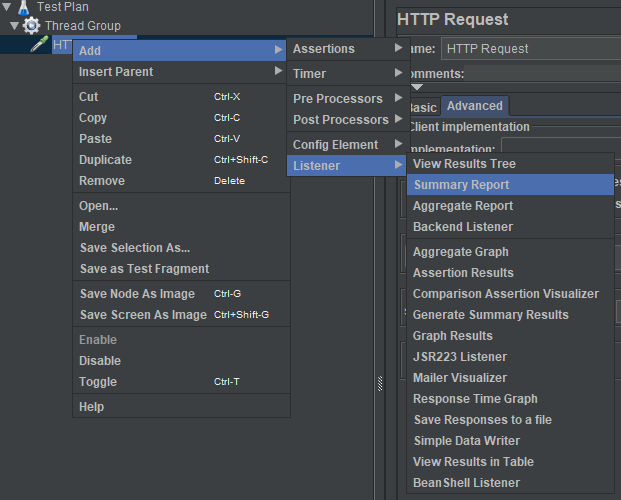 Test Plan
Thread Group
HT
Add
Insert Parent
Cut Ctrl-X
Copy Ctrl-C
Paste Ctrl-V
Duplicate Ctrl+Shift-C
Remove Delete
Open...
Merge
Save Selection As...
Save as Test Fragment
Save Node As Image Ctrl-G
Save Screen As Image Ctrl+Shift-G
Enable
Disable
Toggle Ctrl-T
Help
Assertions
Timer
Pre Processors
Post Processors
Config Element
Listener
HTTP Request
ame: HTTP Request
omments:
Basic Advanced
Client implementation
mplementation:
View Results Tree
Summary Report
Aggregate Report
Backend Listener
Aggregate Graph
Assertion Results
Comparison Assertion Visualizer
Generate Summary Results
Graph Results
JSR223 Listener
Mailer Visualizer
Response Time Graph
Save Responses to a file
Simple Data Writer
View Results in Table
BeanShell Listener